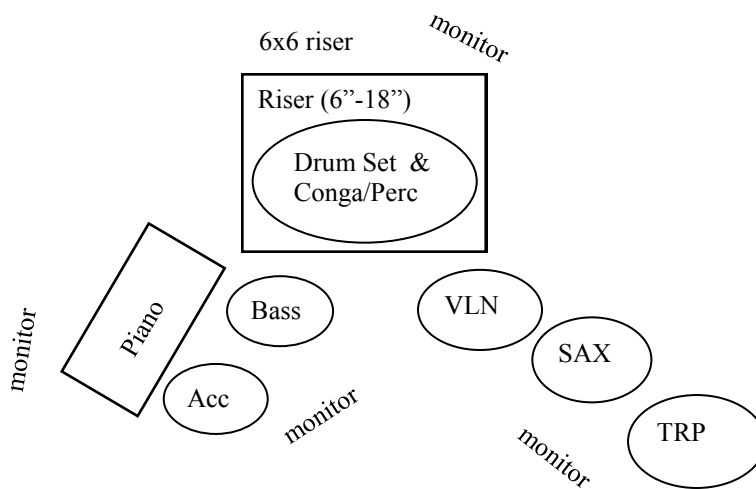 6x6 riser
monitor
Riser (6”-18”)
Drum Set &
Conga/Perc
Bass
VLN
monitor
Piano
SAX
Acc
monitor
TRP
monitor